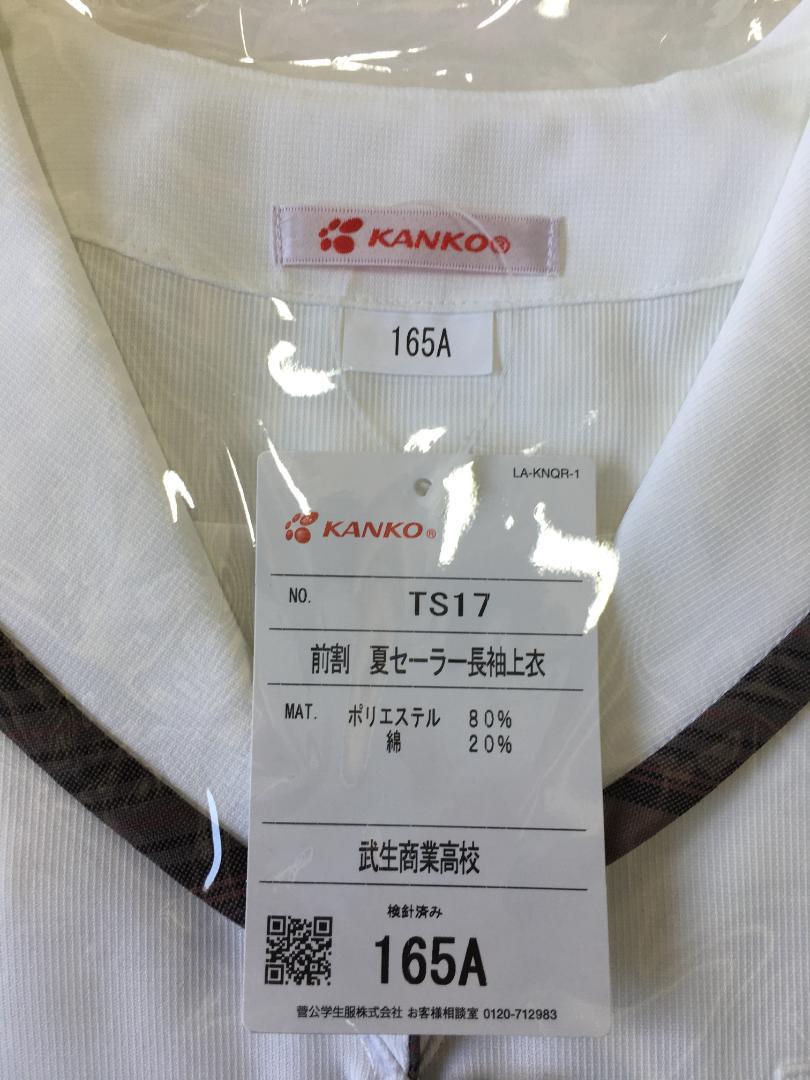 KANKO®
165A
LA-KNQR-1
KANKO®
NO. TS17
前割 夏セーラー長袖上衣
MAT. ポリエステル 80%
綿 20%
武生商業高校
検針済み
165A
菅公学生服株式会社 お客様相談室 0120-712983